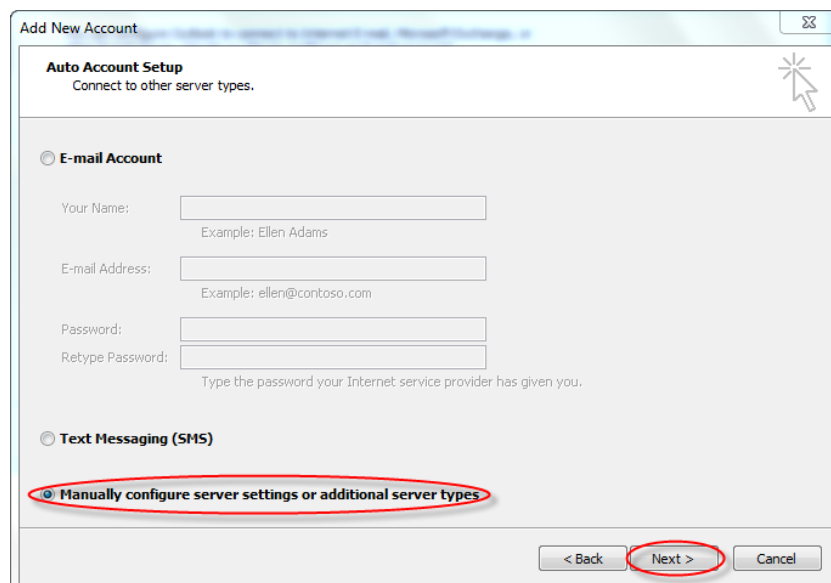 Add New Account
Auto Account Setup
Connect to other server types.
E-mail Account
Your Name:
Example: Ellen Adams
E-mail Address:
Example: ellen@contoso.com
Password:
Retype Password:
Type the password your Internet service provider has given you.
Text Messaging (SMS)
Manually configure server settings or additional server types
< Back Next > Cancel